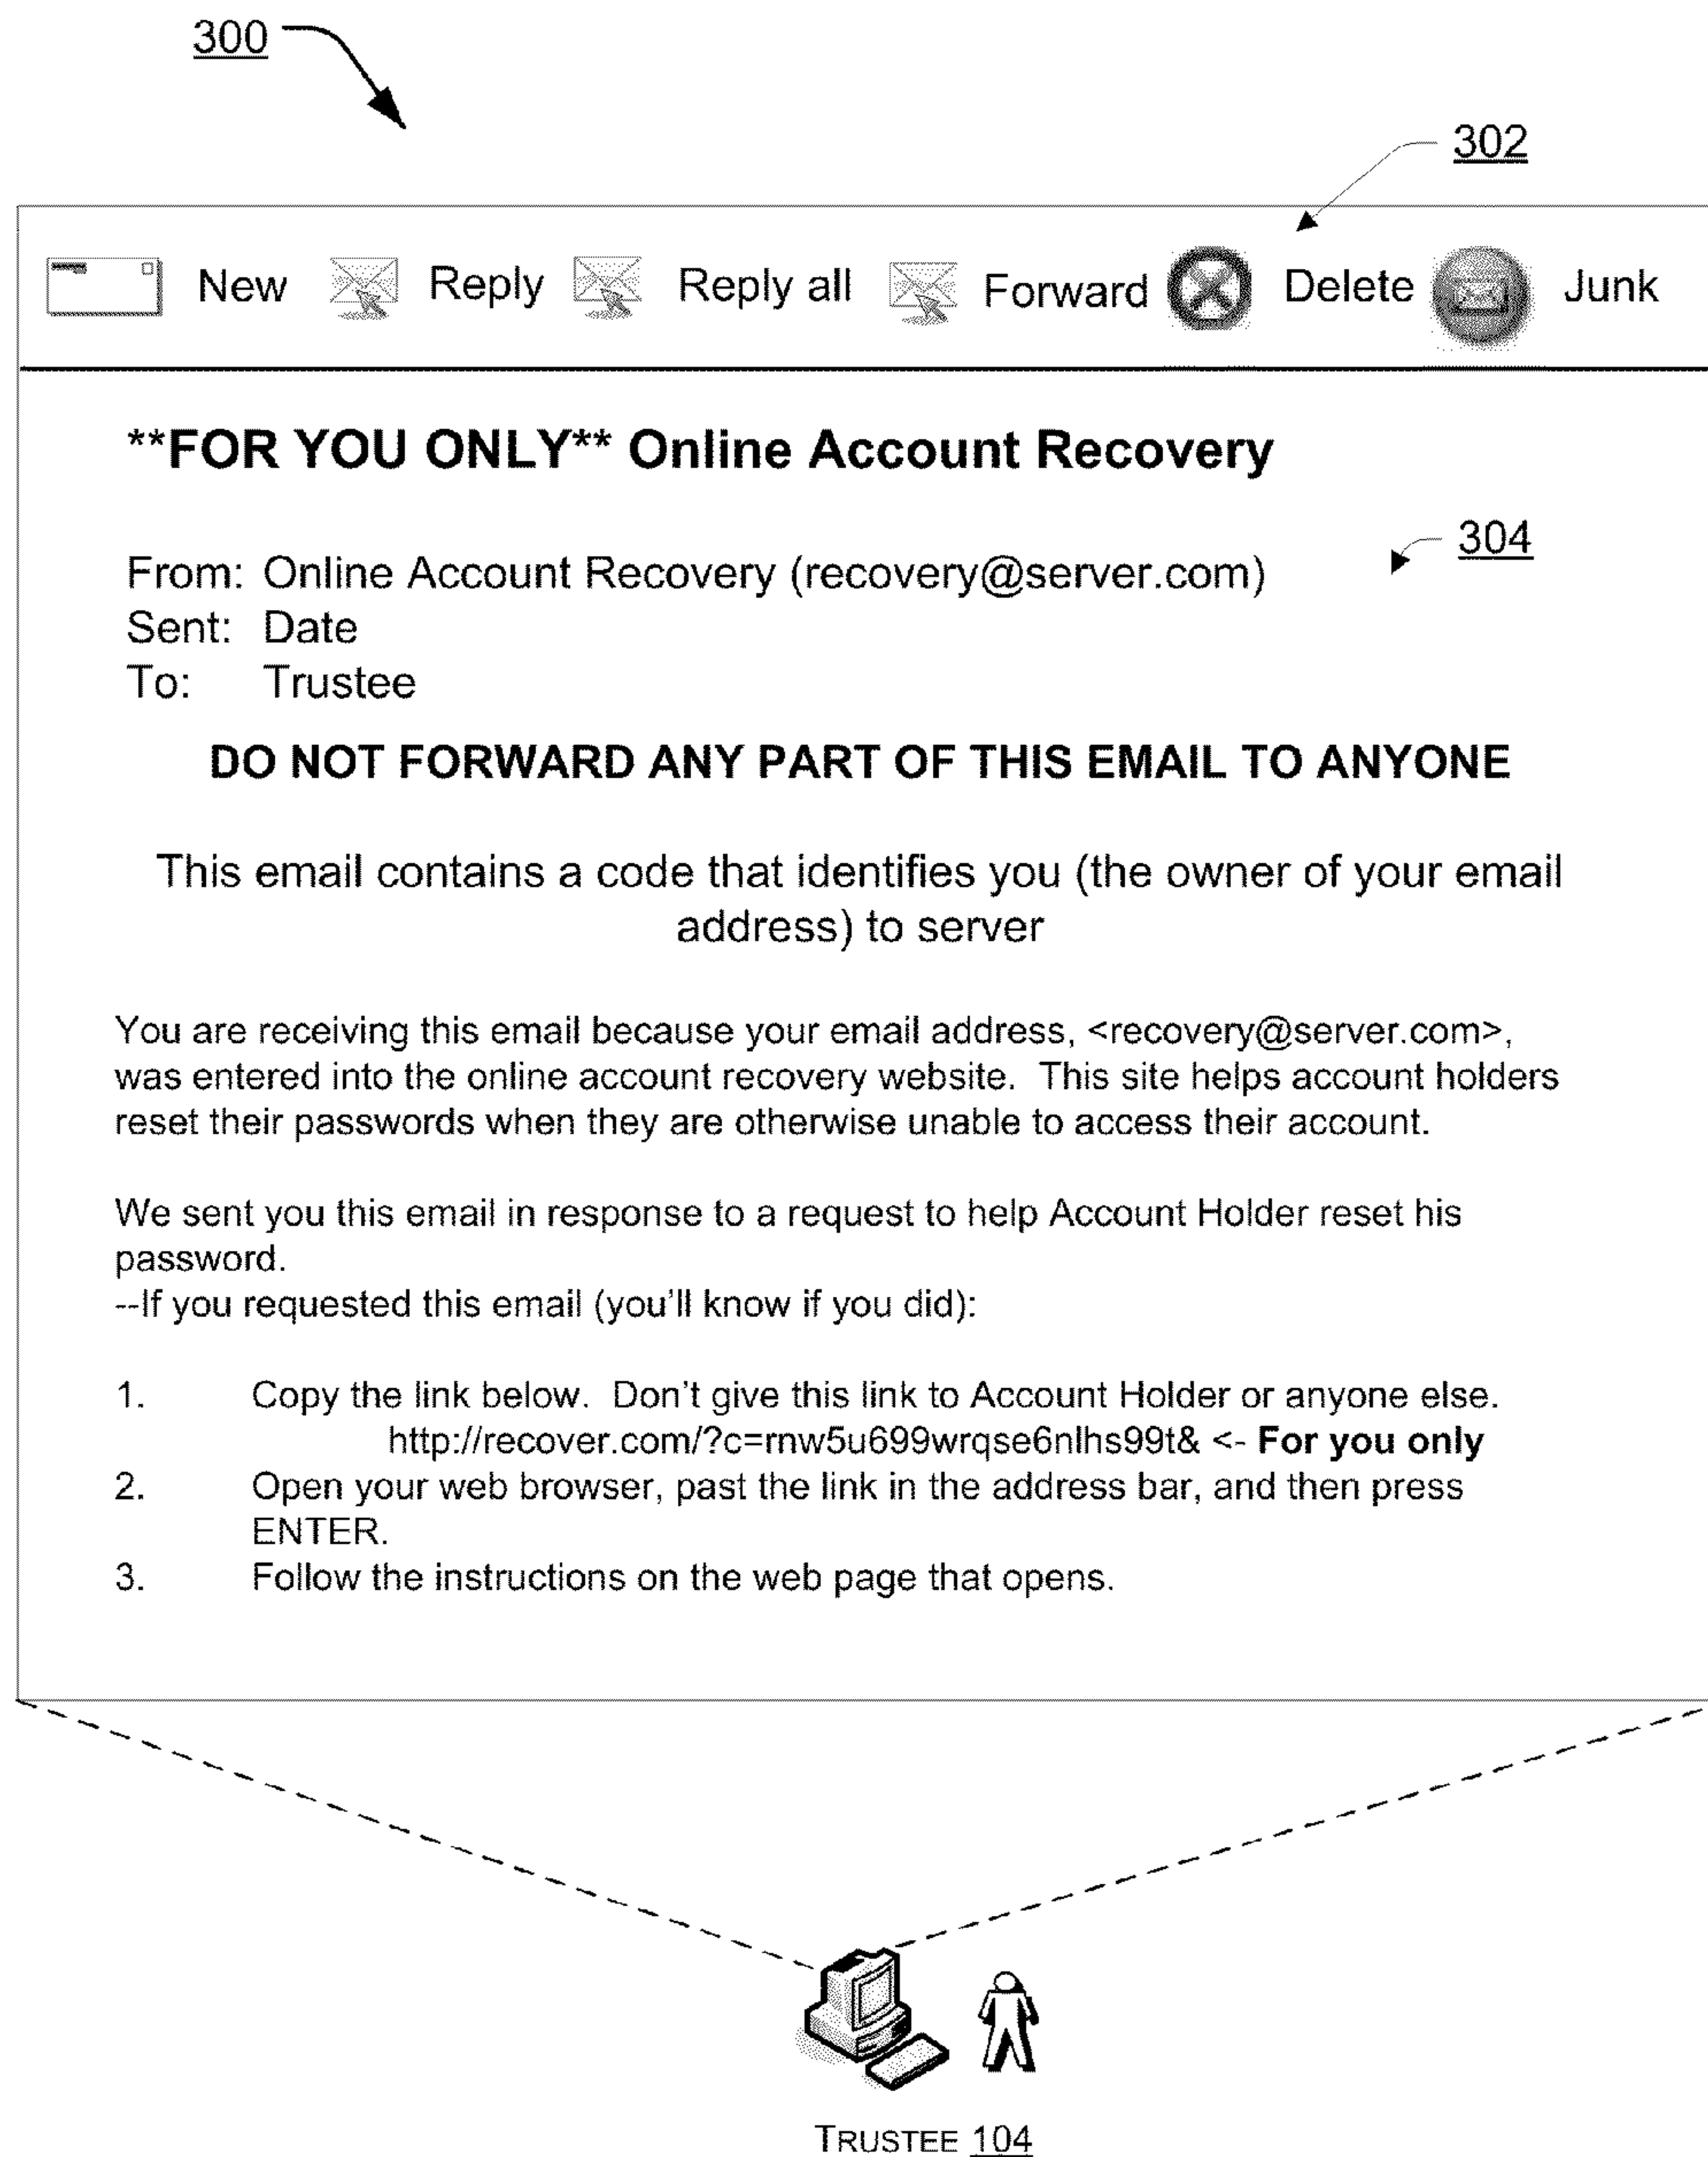 300
302
New Reply Reply all Forward Delete Junk
**FOR YOU ONLY** Online Account Recovery
304
From: Online Account Recovery (recovery@server.com)
Sent: Date
To: Trustee
DO NOT FORWARD ANY PART OF THIS EMAIL TO ANYONE
This email contains a code that identifies you (the owner of your email
address) to server
You are receiving this email because your email address, <recovery@server.com>,
was entered into the online account recovery website. This site helps account holders
reset their passwords when they are otherwise unable to access their account.
We sent you this email in response to a request to help Account Holder reset his
password.
--If you requested this email (you'll know if you did):
1. Copy the link below. Don't give this link to Account Holder or anyone else.
http://recover.com/?c=rnw5u699wrqse6nlhs99t& <- For you only
2. Open your web browser, past the link in the address bar, and then press
ENTER.
3. Follow the instructions on the web page that opens.
TRUSTEE 104